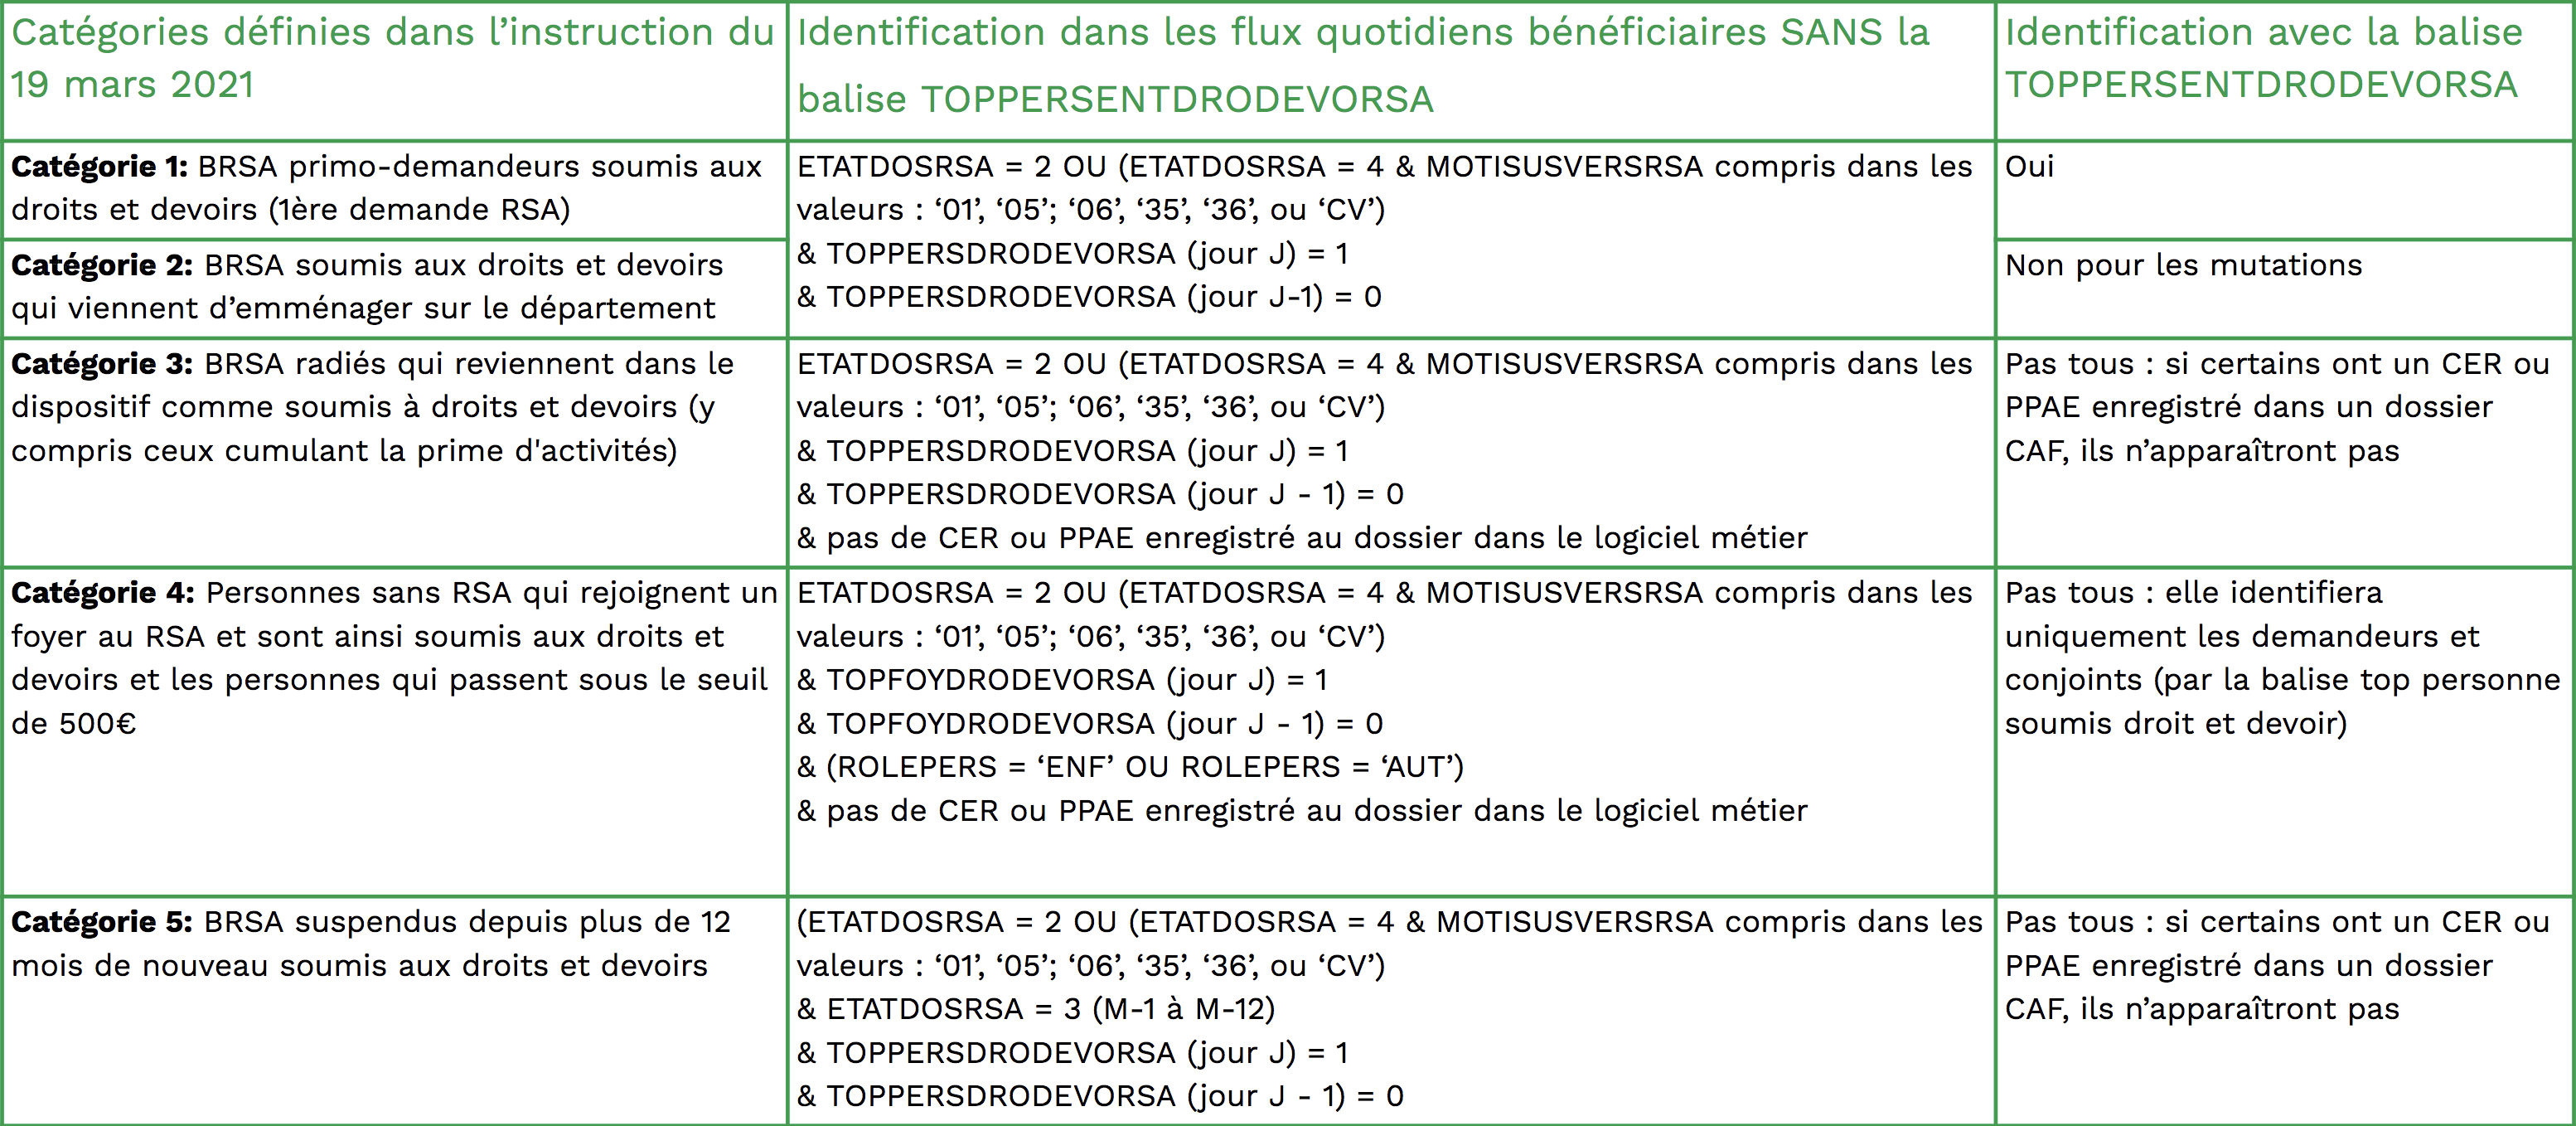 Catégories définies dans l’instruction du
19 mars 2021
Identification dans les flux quotidiens bénéficiaires SANS la
balise TOPPERSENTDRODEVORSA
Identification avec la balise
TOPPERSENTDRODEVORSA
Catégorie 1: BRSA primo-demandeurs soumis aux
droits et devoirs (1ère demande RSA)
ETATDOSRSA = 2 OU (ETATDOSRSA = 4 & MOTISUSVERSRSA compris dans les
valeurs : ‘01’, ‘05’; ‘06’, ‘35’, ‘36’, ou ‘CV’)
& TOPPERSDRODEVORSA (jour J) = 1
& TOPPERSDRODEVORSA (jour J-1) = 0
Oui
Catégorie 2: BRSA soumis aux droits et devoirs
qui viennent d’emménager sur le département
Non pour les mutations
Catégorie 3: BRSA radiés qui reviennent dans le
dispositif comme soumis à droits et devoirs (y
compris ceux cumulant la prime d'activités)
ETATDOSRSA = 2 OU (ETATDOSRSA = 4 & MOTISUSVERSRSA compris dans les
valeurs : ‘01’, ‘05’; ‘06’, ‘35’, ‘36’, ou ‘CV’)
& TOPPERSDRODEVORSA (jour J) = 1
& TOPPERSDRODEVORSA (jour J - 1) = 0
& pas de CER ou PPAE enregistré au dossier dans le logiciel métier
Pas tous : si certains ont un CER ou
PPAE enregistré dans un dossier
CAF, ils n’apparaîtront pas
Catégorie 4: Personnes sans RSA qui rejoignent un
foyer au RSA et sont ainsi soumis aux droits et
devoirs et les personnes qui passent sous le seuil
de 500€
ETATDOSRSA = 2 OU (ETATDOSRSA = 4 & MOTISUSVERSRSA compris dans les
valeurs : ‘01’, ‘05’; ‘06’, ‘35’, ‘36’, ou ‘CV’)
& TOPFOYDRODEVORSA (jour J) = 1
& TOPFOYDRODEVORSA (jour J - 1) = 0
& (ROLEPERS = ‘ENF’ OU ROLEPERS = ‘AUT’)
& pas de CER ou PPAE enregistré au dossier dans le logiciel métier
Pas tous : elle identifiera
uniquement les demandeurs et
conjoints (par la balise top personne
soumis droit et devoir)
Catégorie 5: BRSA suspendus depuis plus de 12
mois de nouveau soumis aux droits et devoirs
(ETATDOSRSA = 2 OU (ETATDOSRSA = 4 & MOTISUSVERSRSA compris dans les
valeurs : ‘01’, ‘05’; ‘06’, ‘35’, ‘36’, ou ‘CV’)
& ETATDOSRSA = 3 (M-1 à M-12)
& TOPPERSDRODEVORSA (jour J) = 1
& TOPPERSDRODEVORSA (jour J - 1) = 0
Pas tous : si certains ont un CER ou
PPAE enregistré dans un dossier
CAF, ils n’apparaîtront pas